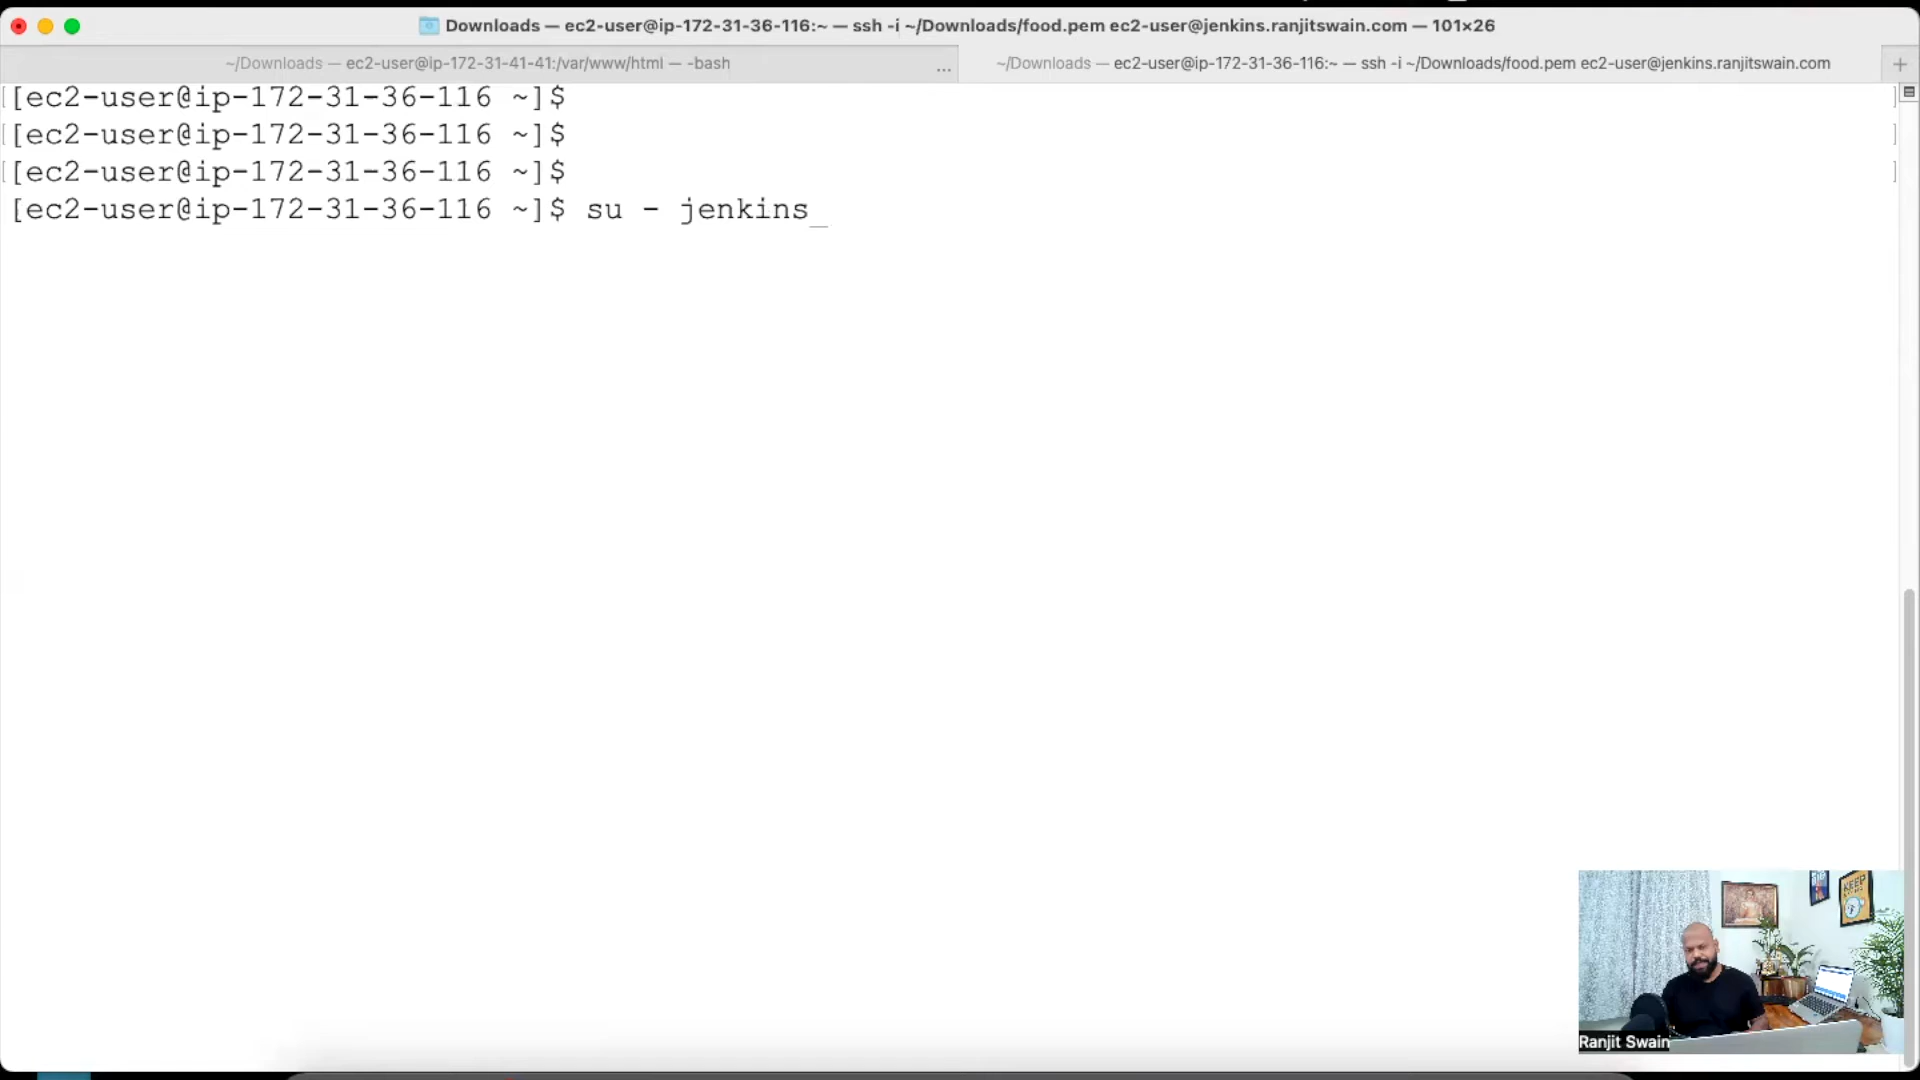 Downloads — ec2-user@ip-172-31-36-116:~ — ssh -i ~/Downloads/food.pem ec2-user@jenkins.ranjitswain.com — 101×26
~/Downloads — ec2-user@ip-172-31-41-41:/var/www/html — -bash ...
~/Downloads — ec2-user@ip-172-31-36-116:~ — ssh -i ~/Downloads/food.pem ec2-user@jenkins.ranjitswain.com +
[[ec2-user@ip-172-31-36-116 ~]$ ]
[[ec2-user@ip-172-31-36-116 ~]$ ]
[[ec2-user@ip-172-31-36-116 ~]$ ]
[ec2-user@ip-172-31-36-116 ~]$ su - jenkins_
KEEP
Ranjit Swain